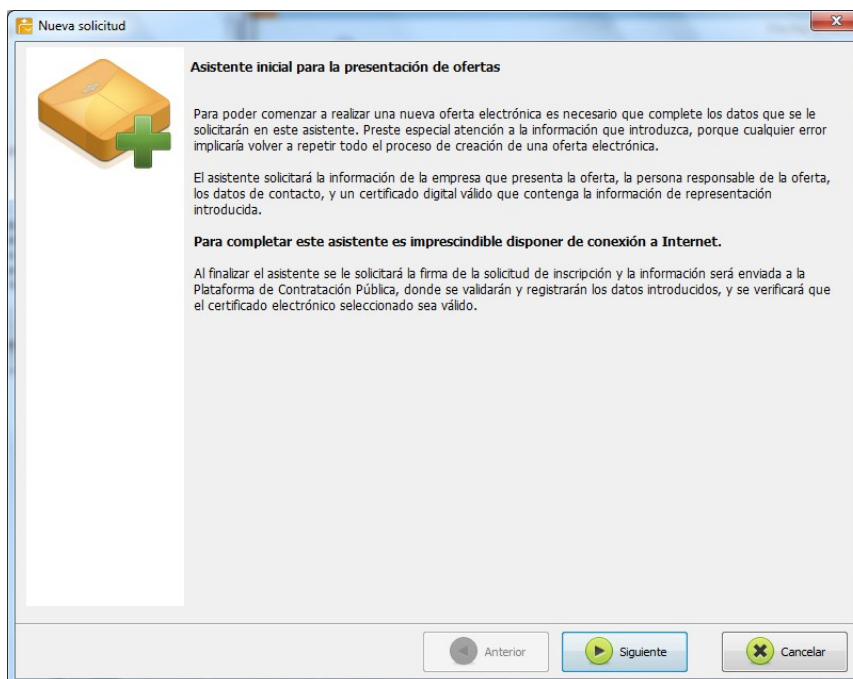 Nueva solicitud
Asistente inicial para la presentación de ofertas
Para poder comenzar a realizar una nueva oferta electrónica es necesario que complete los datos que se le
solicitarán en este asistente. Preste especial atención a la información que introduzca, porque cualquier error
implicaría volver a repetir todo el proceso de creación de una oferta electrónica.
El asistente solicitará la información de la empresa que presenta la oferta, la persona responsable de la oferta,
los datos de contacto, y un certificado digital válido que contenga la información de representación
introducida.
Para completar este asistente es imprescindible disponer de conexión a Internet.
Al finalizar el asistente se le solicitará la firma de la solicitud de inscripción y la información será enviada a la
Plataforma de Contratación Pública, donde se validarán y registrarán los datos introducidos, y se verificará que
el certificado electrónico seleccionado sea válido.
Anterior
Siguiente
Cancelar